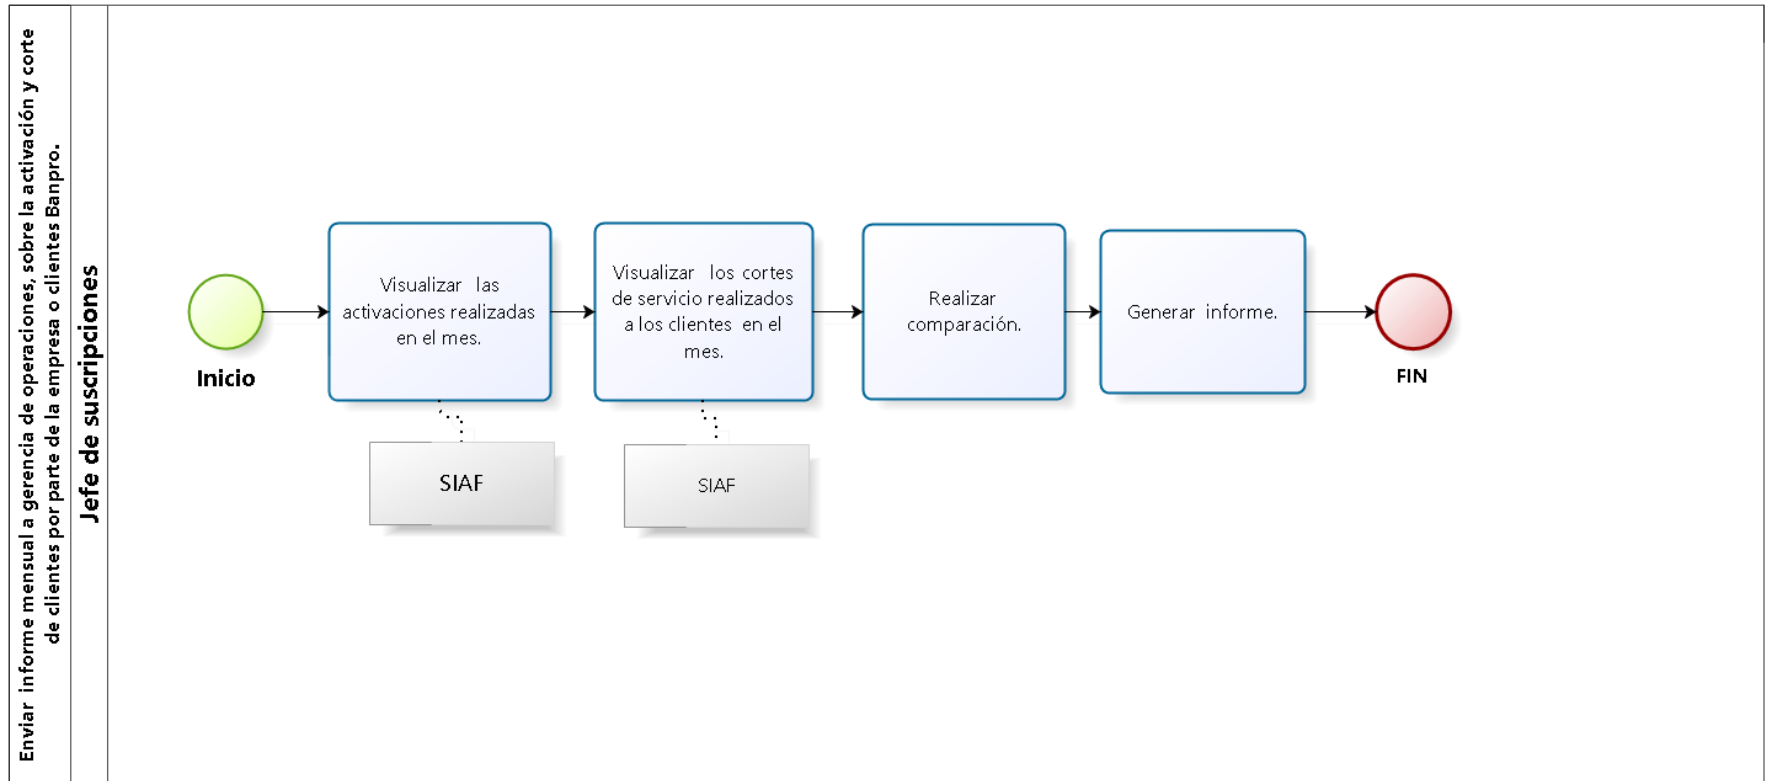 Enviar informe mensual a gerencia de operaciones, sobre la activación y corte
de clientes por parte de la empresa o clientes Banpro.
Jefe de suscripciones
Inicio
Visualizar las
activaciones realizadas
en el mes.
SIAF
Visualizar los cortes
de servicio realizados
a los clientes en el
mes.
SIAF
Realizar
comparación.
Generar informe.
FIN